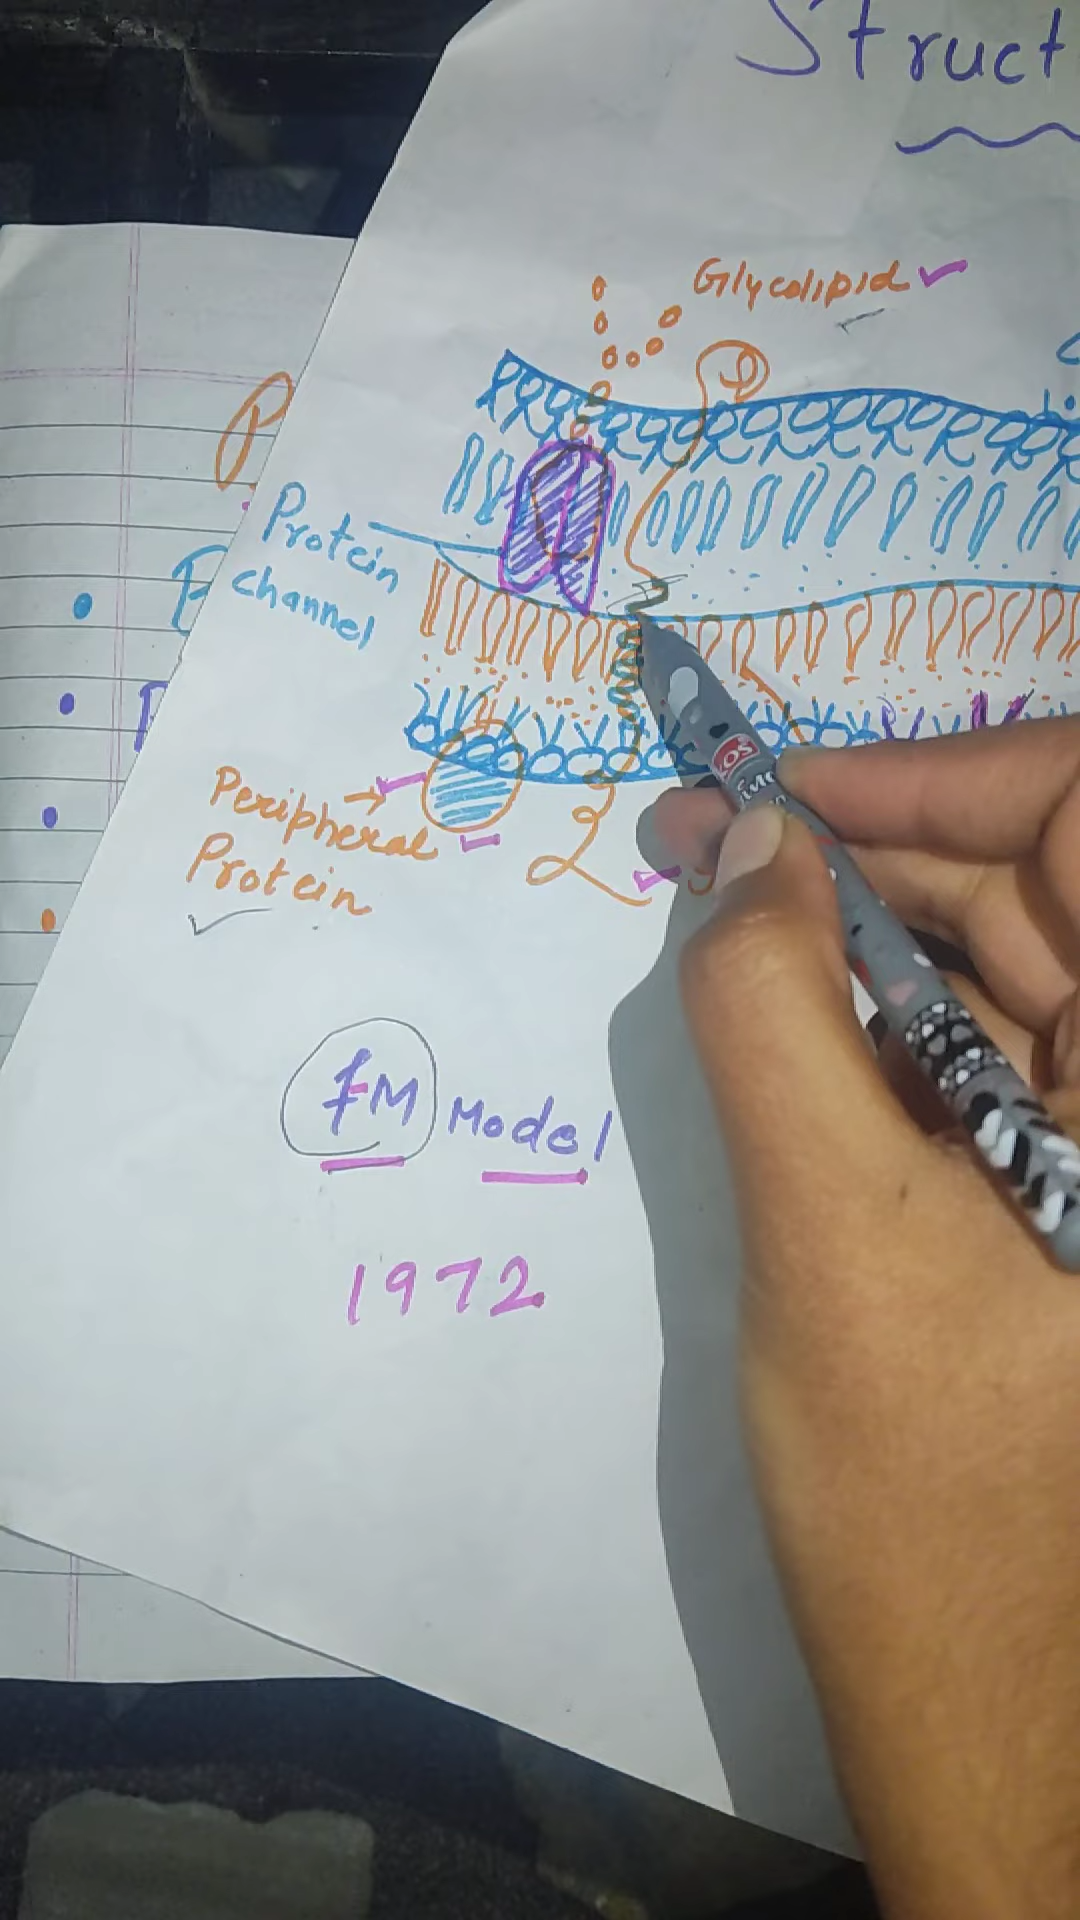 Struct
Glycolipid
Protein
channel
Peripheral
Protein
FM Model
1972